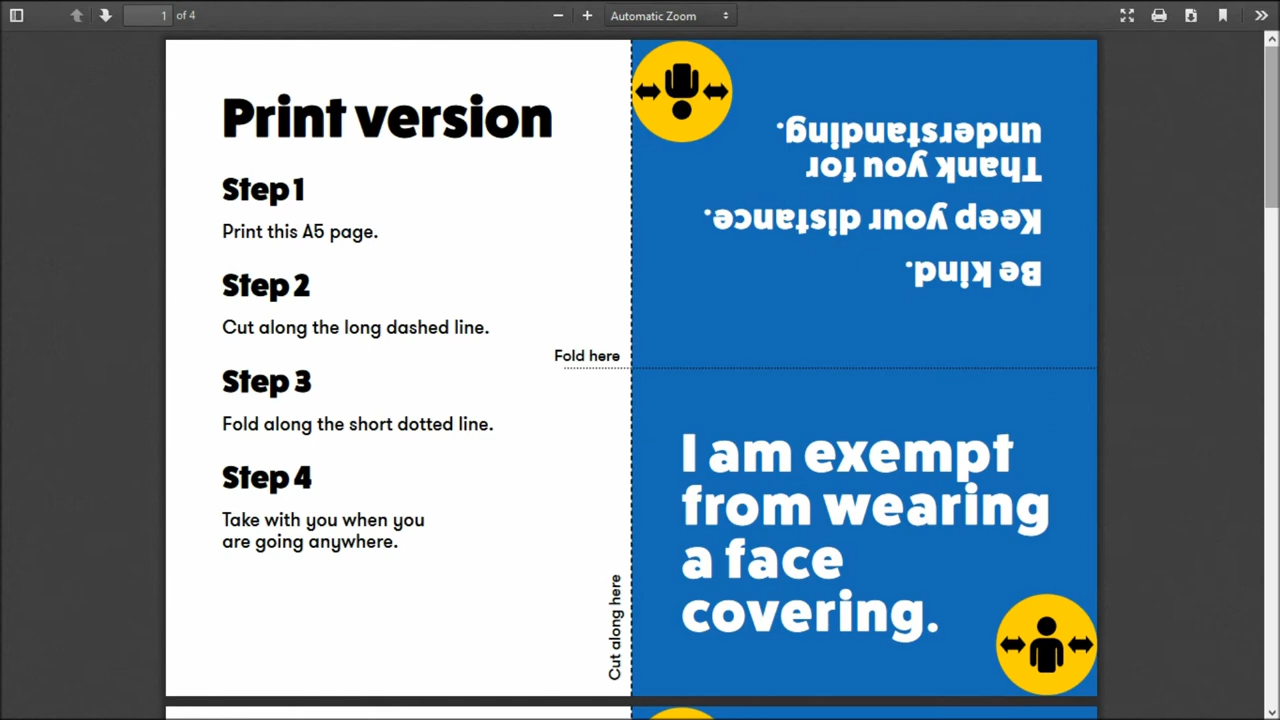 1 of 4
Automatic Zoom
Print version
Step 1
Print this A5 page.
Step 2
Cut along the long dashed line.
Step 3
Fold along the short dotted line.
Step 4
Take with you when you
are going anywhere.
Fold here
Cut along here
Be kind.
Keep your distance.
Thank you for
understanding.
I am exempt
from wearing
a face
covering.